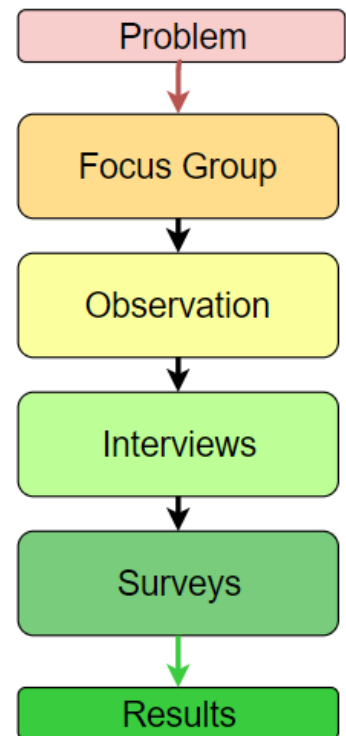 Problem
Focus Group
Observation
Interviews
Surveys
Results